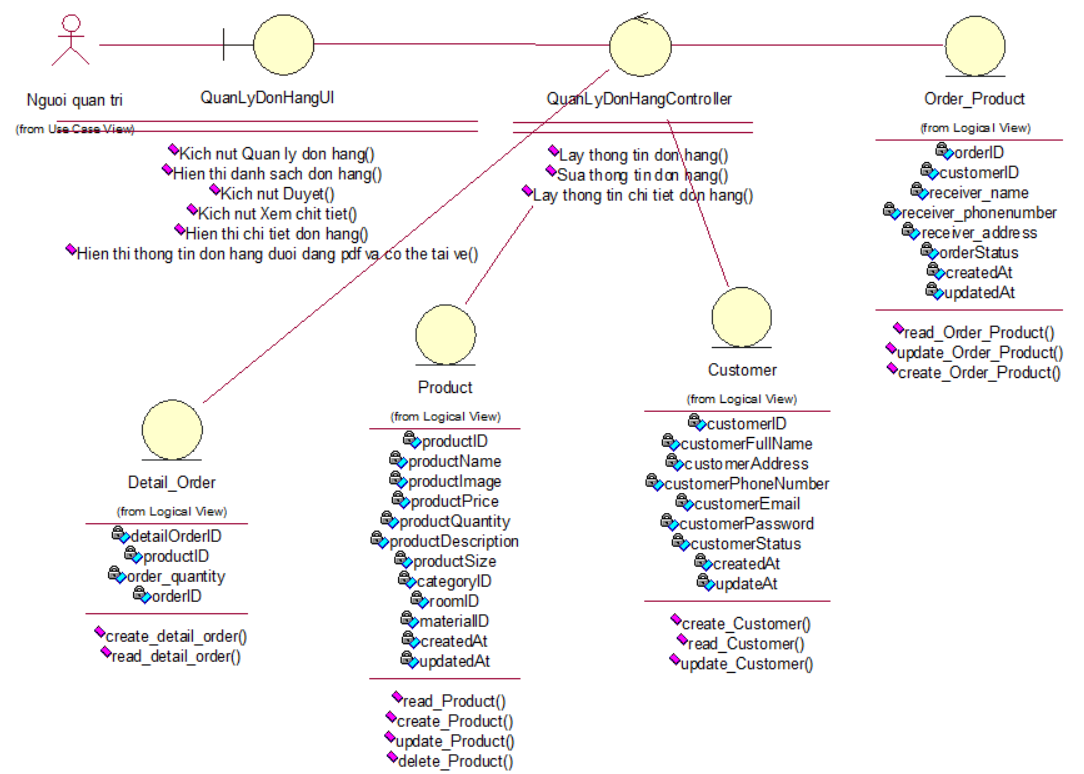 Nguoi quan tri
(from Use Case View)
QuanLyDonHangUI
Kich nut Quan ly don hang()
Hien thi danh sach don hang()
Kich nut Duyet()
Kich nut Xem chit tiet()
Hien thi chi tiet don hang()
Hien thi thong tin don hang duoi dang pdf va co the tai ve()
QuanLyDonHangController
Lay thong tin don hang()
Sua thong tin don hang()
Lay thong tin chi tiet don hang()
Order_Product
(from Logical View)
orderID
customerID
receiver_name
receiver_phonenumber
receiver_address
orderStatus
createdAt
updatedAt
read_Order_Product()
update_Order_Product()
create_Order_Product()
Detail_Order
(from Logical View)
detailOrderID
productID
order_quantity
orderID
create_detail_order()
read_detail_order()
Product
(from Logical View)
productID
productName
productImage
productPrice
productQuantity
productDescription
productSize
categoryID
roomID
materialID
createdAt
updatedAt
read_Product()
create_Product()
update_Product()
delete_Product()
Customer
(from Logical View)
customerID
customerFullName
customerAddress
customerPhoneNumber
customerEmail
customerPassword
customerStatus
createdAt
updateAt
create_Customer()
read_Customer()
update_Customer()